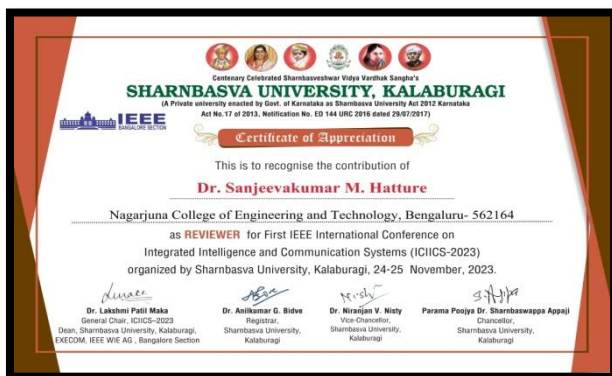 Centenary Celebrated Sharnbasveshwar Vidya Vardhak Sangha's
SHARNBASVA UNIVERSITY, KALABURAGI
(A Private university enacted by Govt. of Karnataka as Sharnbasva University Act 2012 Karnataka
Act No.17 of 2013, Notification No. ED 144 URC 2016 dated 29/07/2017)
IEEE
BANGALORE SECTION
Certificate of Appreciation
This is to recognise the contribution of
Dr. Sanjeevakumar M. Hatture
Nagarjuna College of Engineering and Technology, Bengaluru- 562164
as REVIEWER for First IEEE International Conference on
Integrated Intelligence and Communication Systems (ICIICS-2023)
organized by Sharnbasva University, Kalaburagi, 24-25 November, 2023.
Dr. Lakshmi Patil Maka
General Chair, ICIICS–2023
Dean, Sharnbasva University, Kalaburagi,
EXECOM, IEEE WIE AG , Bangalore Section
Dr. Anilkumar G. Bidve
Registrar,
Sharnbasva University,
Kalaburagi
Dr. Niranjan V. Nisty
Vice-Chancellor,
Sharnbasva University,
Kalaburagi
Parama Poojya Dr. Sharnbaswappa Appaji
Chancellor,
Sharnbasva University,
Kalaburagi